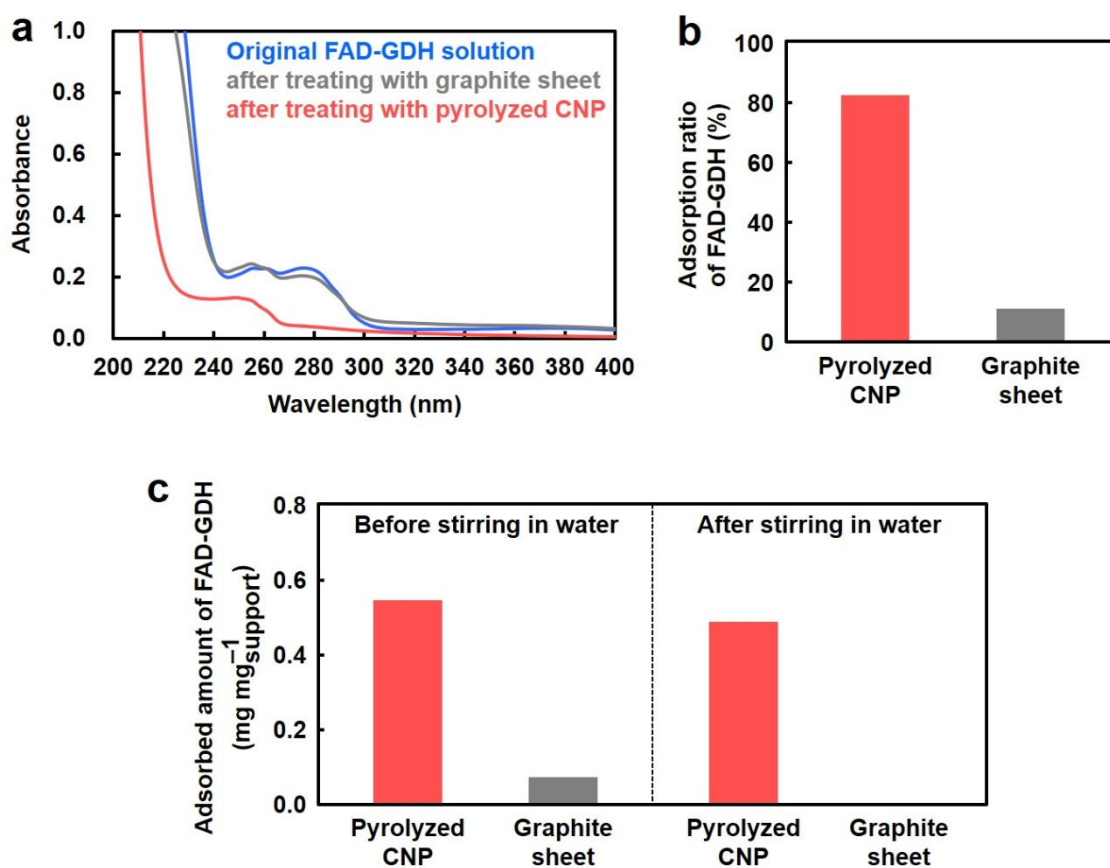 a
1.0
0.8
0.6
0.4
0.2
0.0
Absorbance
Original FAD-GDH solution
after treating with graphite sheet
after treating with pyrolyzed CNP
200 220 240 260 280 300 320 340 360 380 400
Wavelength (nm)
b
100
80
60
40
20
0
Adsorption ratio
of FAD-GDH (%)
Pyrolyzed
CNP
Graphite
sheet
c
0.8
0.6
0.4
0.2
0.0
Adsorbed amount of FAD-GDH
(mg mg–1support)
Before stirring in water
After stirring in water
Pyrolyzed
CNP
Graphite
sheet
Pyrolyzed
CNP
Graphite
sheet